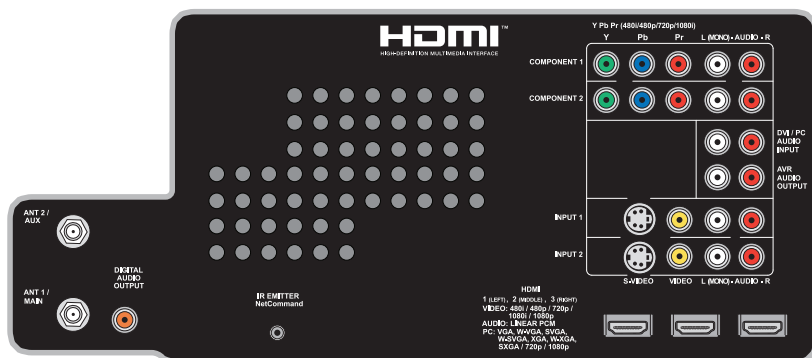 HDMI™
HIGH-DEFINITION MULTIMEDIA INTERFACE
Y Pb Pr (480i/480p/720p/1080i)
Y Pb Pr L (MONO) • AUDIO • R
COMPONENT 1
COMPONENT 2
DVI / PC
AUDIO
INPUT
AVR
AUDIO
OUTPUT
INPUT 1
INPUT 2
S-VIDEO VIDEO L (MONO) • AUDIO • R
ANT 2 /
AUX
ANT 1 /
MAIN
DIGITAL
AUDIO
OUTPUT
IR EMITTER
NetCommand
HDMI
1 (LEFT), 2 (MIDDLE), 3 (RIGHT)
VIDEO: 480i / 480p / 720p /
1080i / 1080p
AUDIO: LINEAR PCM
PC: VGA, W-VGA, SVGA,
W-SVGA, XGA, W-XGA,
SXGA / 720p / 1080p